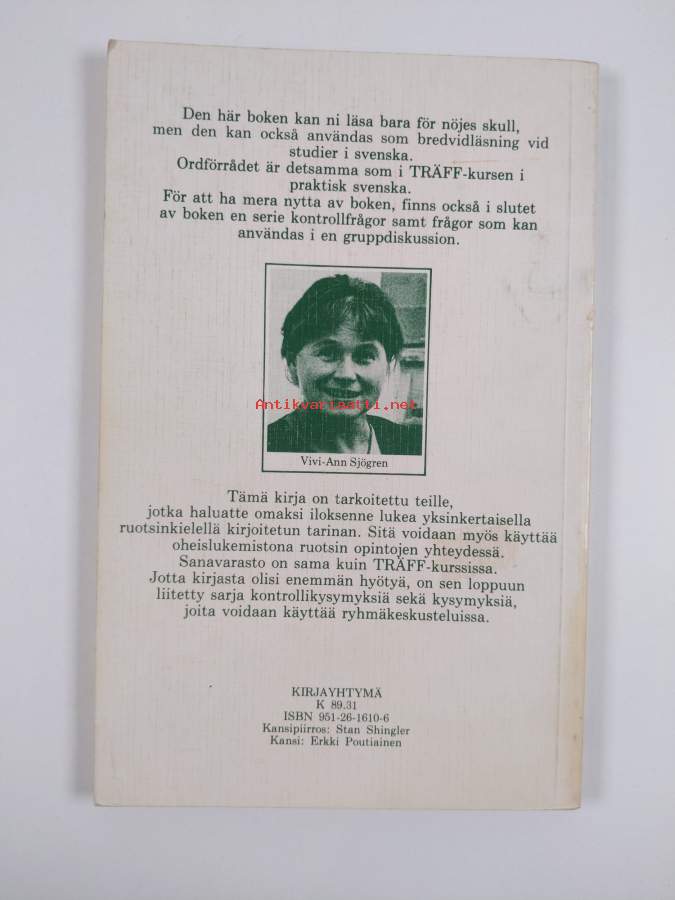 Den här boken kan ni läsa bara för nöjes skull,
men den kan också användas som bredvidläsning vid
studier i svenska.
Ordförrådet är detsamma som i TRÄFF-kursen i
praktisk svenska.
För att ha mera nytta av boken, finns också i slutet
av boken en serie kontrollfrågor samt frågor som kan
användas i en gruppdiskussion.
Antikvariaatti.net
Vivi-Ann Sjögren
Tämä kirja on tarkoitettu teille,
jotka haluatte omaksi iloksenne lukea yksinkertaisella
ruotsinkielellä kirjoitetun tarinan. Sitä voidaan myös käyttää
oheislukemistona ruotsin opintojen yhteydessä.
Sanavarasto on sama kuin TRÄFF-kurssissa.
Jotta kirjasta olisi enemmän hyötyä, on sen loppuun
liitetty sarja kontrollikysymyksiä sekä kysymyksiä,
joita voidaan käyttää ryhmäkeskusteluissa.
KIRJAYHTYMÄ
K 89.31
ISBN 951-26-1610-6
Kansipiirros: Stan Shingler
Kansi: Erkki Poutiainen